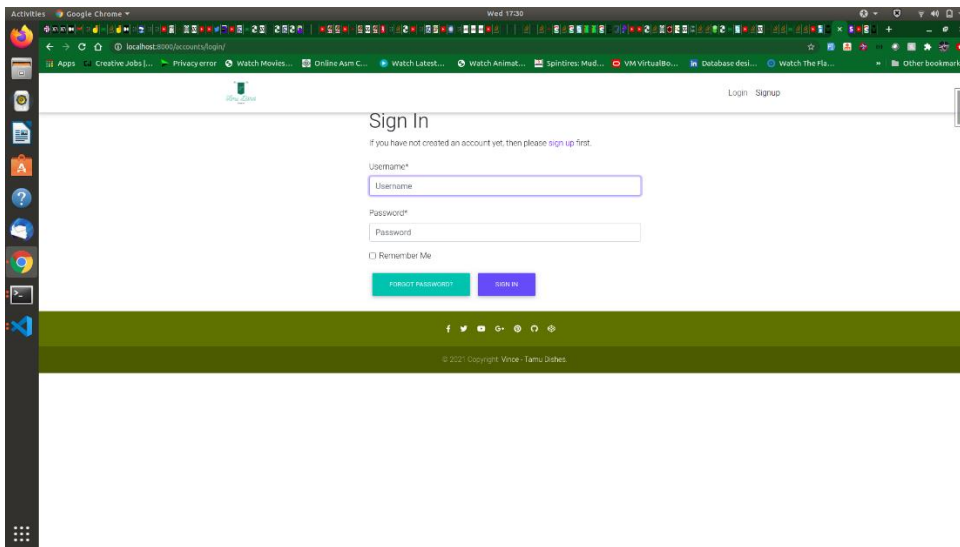 Activities Google Chrome Wed 17:30
localhost:8000/accounts/login/
Apps Creative Jobs |... Privacy error Watch Movies... Online Asm C... Watch Latest... Watch Animat... Spintires: Mud... VM VirtualBo... Database desi... Watch The Fla... » Other bookmark
Login Signup
Sign In
If you have not created an account yet, then please sign up first.
Username*
Username
Password*
Password
Remember Me
FORGOT PASSWORD? SIGN IN
© 2021 Copyright: Vince - Tamu Dishes